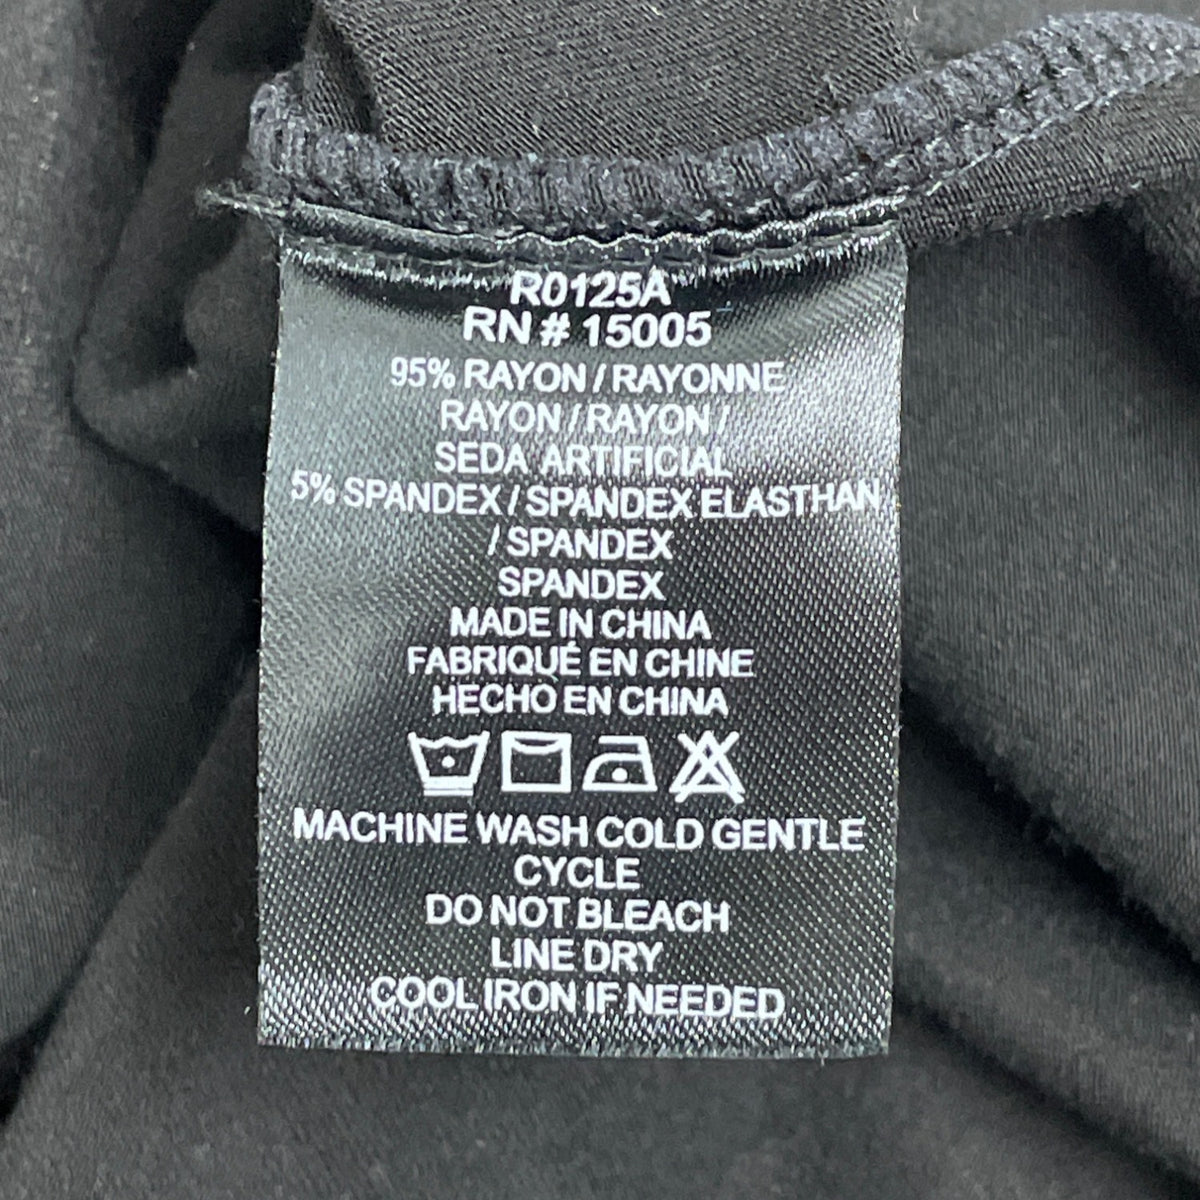 R0125A
RN # 15005
95% RAYON / RAYONNE
RAYON / RAYON /
SEDA ARTIFICIAL
5% SPANDEX / SPANDEX ELASTHAN
/ SPANDEX
SPANDEX
MADE IN CHINA
FABRIQUÉ EN CHINE
HECHO EN CHINA
MACHINE WASH COLD GENTLE
CYCLE
DO NOT BLEACH
LINE DRY
COOL IRON IF NEEDED